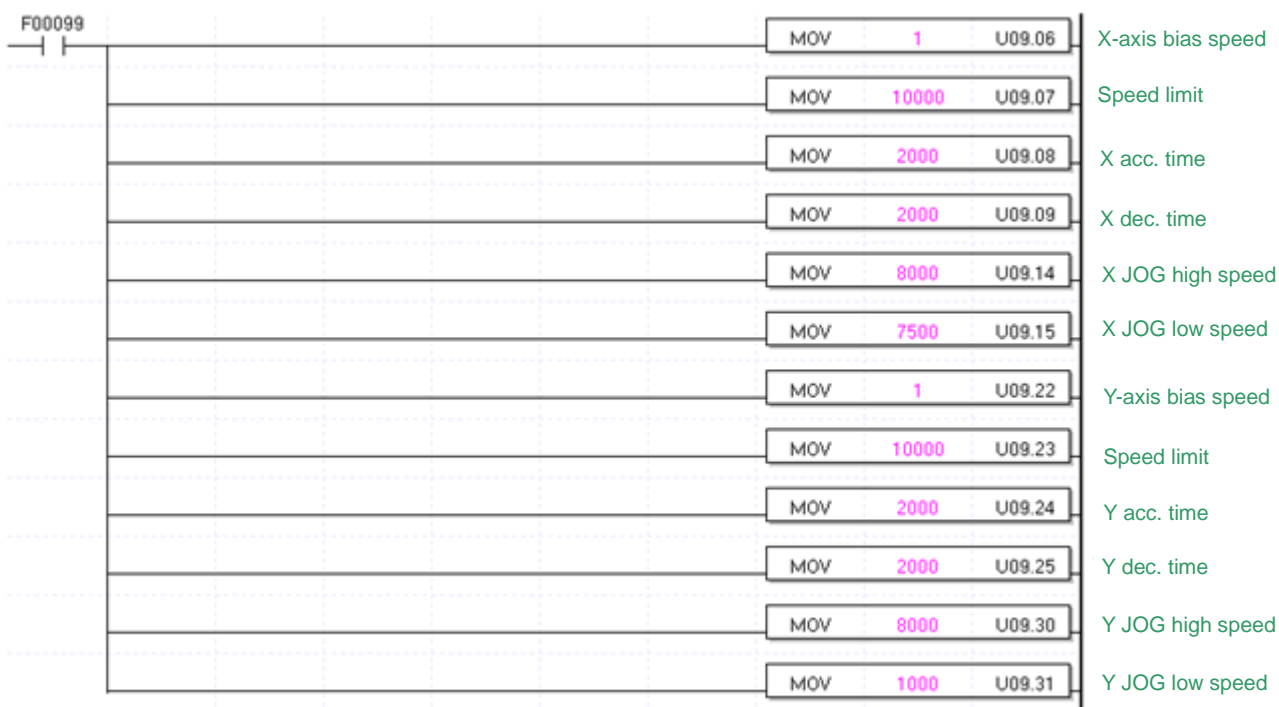 F00099
MOV 1 U09.06 X-axis bias speed
MOV 10000 U09.07 Speed limit
MOV 2000 U09.08 X acc. time
MOV 2000 U09.09 X dec. time
MOV 8000 U09.14 X JOG high speed
MOV 7500 U09.15 X JOG low speed
MOV 1 U09.22 Y-axis bias speed
MOV 10000 U09.23 Speed limit
MOV 2000 U09.24 Y acc. time
MOV 2000 U09.25 Y dec. time
MOV 8000 U09.30 Y JOG high speed
MOV 1000 U09.31 Y JOG low speed